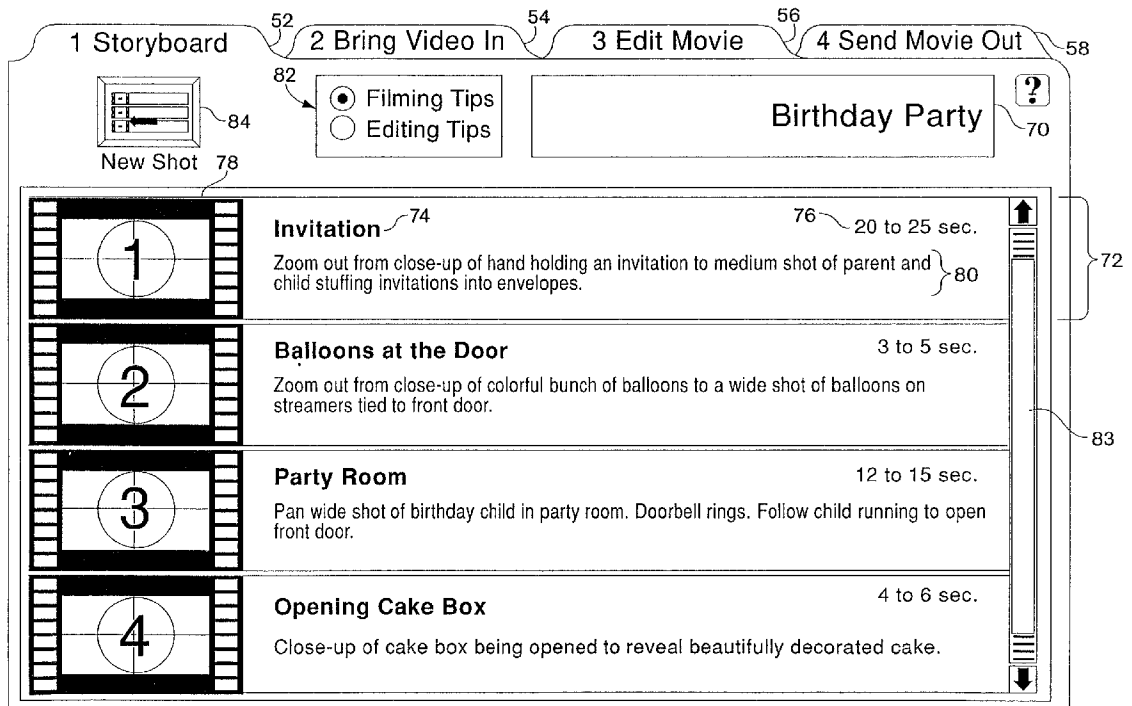 1 Storyboard 52 2 Bring Video In 54 3 Edit Movie 56 4 Send Movie Out 58
82 Filming Tips ?
84 Editing Tips Birthday Party 70
New Shot 78
1 Invitation 74 76 20 to 25 sec.
Zoom out from close-up of hand holding an invitation to medium shot of parent and
child stuffing invitations into envelopes. 80 72
2 Balloons at the Door 3 to 5 sec.
Zoom out from close-up of colorful bunch of balloons to a wide shot of balloons on
streamers tied to front door.
83
3 Party Room 12 to 15 sec.
Pan wide shot of birthday child in party room. Doorbell rings. Follow child running to open
front door.
4 Opening Cake Box 4 to 6 sec.
Close-up of cake box being opened to reveal beautifully decorated cake.